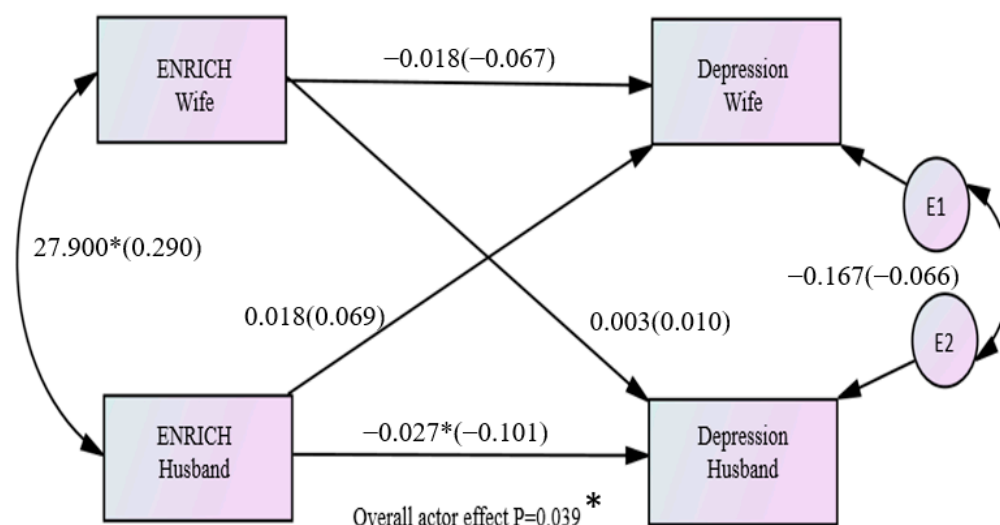 ENRICH
Wife
−0.018(−0.067)
Depression
Wife
E1
27.900*(0.290)
−0.167(−0.066)
0.018(0.069)
0.003(0.010)
E2
ENRICH
Husband
−0.027*(−0.101)
Depression
Husband
Overall actor effect P=0.039*